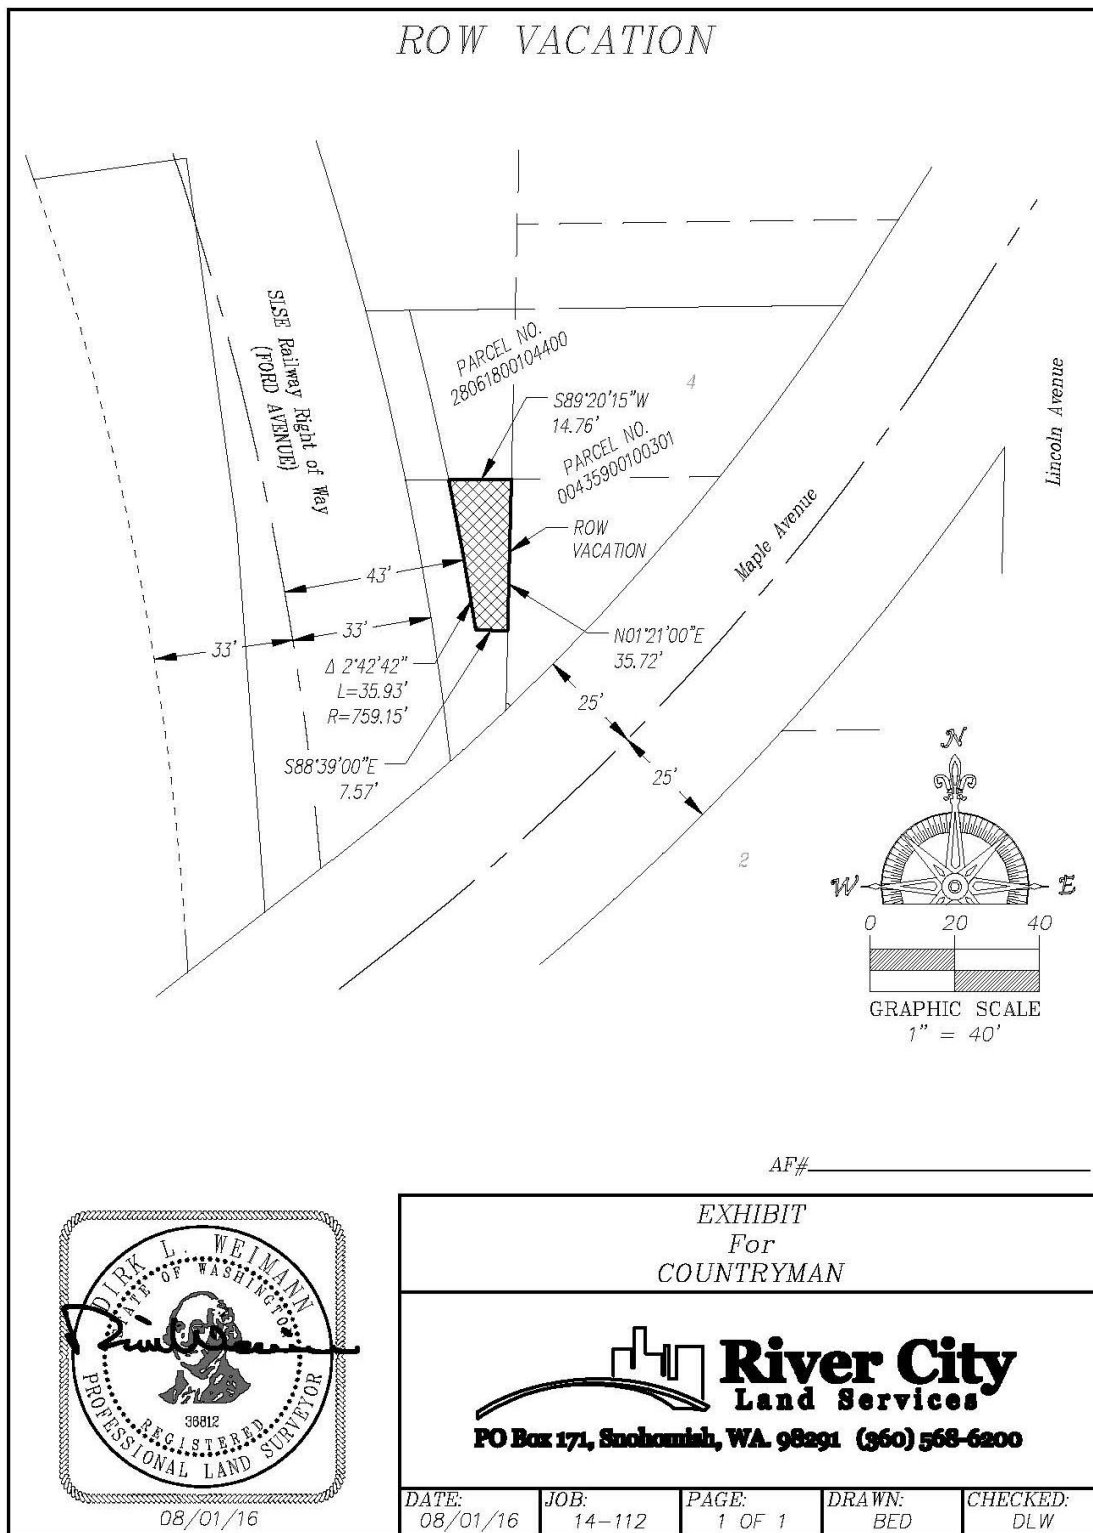 ROW VACATION
SLSE Railway Right of Way
(FORD AVENUE)
PARCEL NO.
28061800104400
4
S89°20'15"W
14.76'
PARCEL NO.
00435900100301
ROW
VACATION
Lincoln Avenue
Maple Avenue
43'
33'
33'
N01°21'00"E
35.72'
Δ 2°42'42"
L=35.93'
R=759.15'
S88°39'00"E
7.57'
25'
25'
2
N
W
E
0 20 40
GRAPHIC SCALE
1" = 40'
AF#
EXHIBIT
For
COUNTRYMAN
DIRK L. WEIMANN
STATE OF WASHINGTON
36812
REGISTERED
PROFESSIONAL LAND SURVEYOR
08/01/16
River City
Land Services
PO Box 171, Snohomish, WA. 98291 (360) 568-6200
DATE: JOB: PAGE: DRAWN: CHECKED:
08/01/16 14-112 1 OF 1 BED DLW